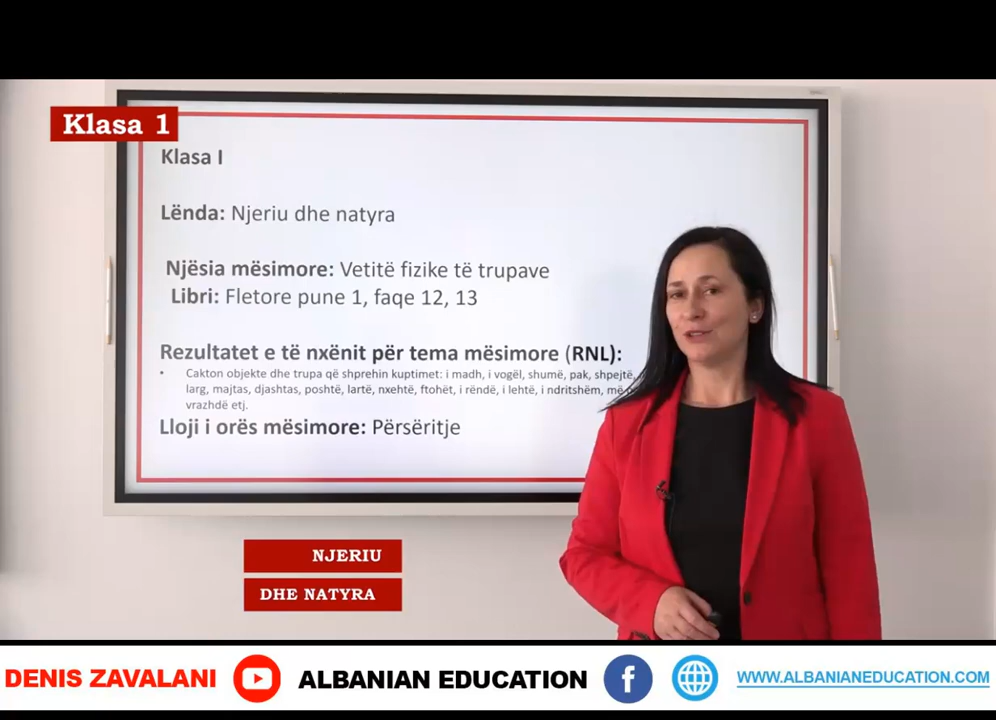 Klasa 1
Klasa I
Lënda: Njeriu dhe natyra
Njësia mësimore: Vetitë fizike të trupave
Libri: Fletore pune 1, faqe 12, 13
Rezultatet e të nxënit për tema mësimore (RNL):
• Cakton objekte dhe trupa që shprehin kuptimet: i madh, i vogël, shumë, pak, shpejtë,
larg, majtas, djashtas, poshtë, lartë, nxehtë, ftohët, i rëndë, i lehtë, i ndritshëm,
vrazhdë etj.
Lloji i orës mësimore: Përsëritje
NJERIU
DHE NATYRA
DENIS ZAVALANI ALBANIAN EDUCATION WWW.ALBANIANEDUCATION.COM